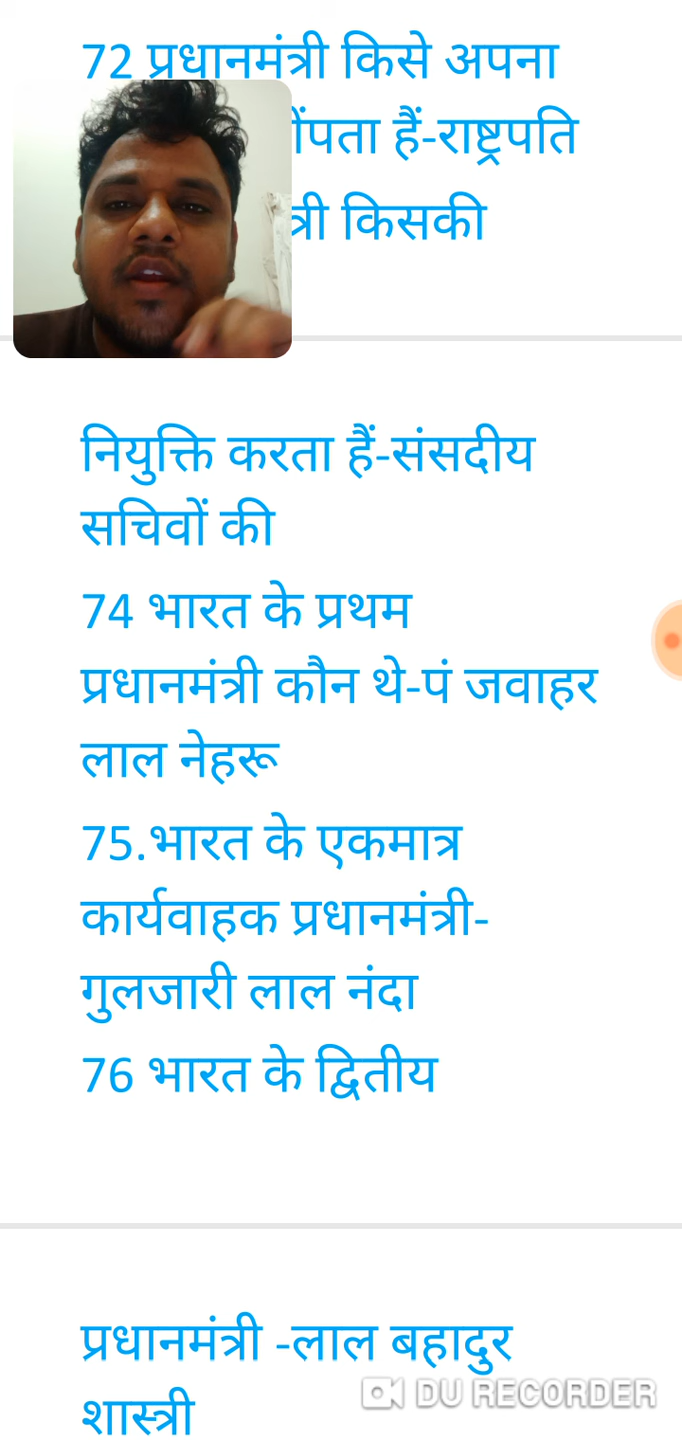 72 प्रधानमंत्री किसे अपना
ोंपता हैं-राष्ट्रपति
त्री किसकी
नियुक्ति करता हैं-संसदीय
सचिवों की
74 भारत के प्रथम
प्रधानमंत्री कौन थे-पं जवाहर
लाल नेहरू
75.भारत के एकमात्र
कार्यवाहक प्रधानमंत्री-
गुलजारी लाल नंदा
76 भारत के द्वितीय
प्रधानमंत्री -लाल बहादुर
शास्त्री
DU RECORDER